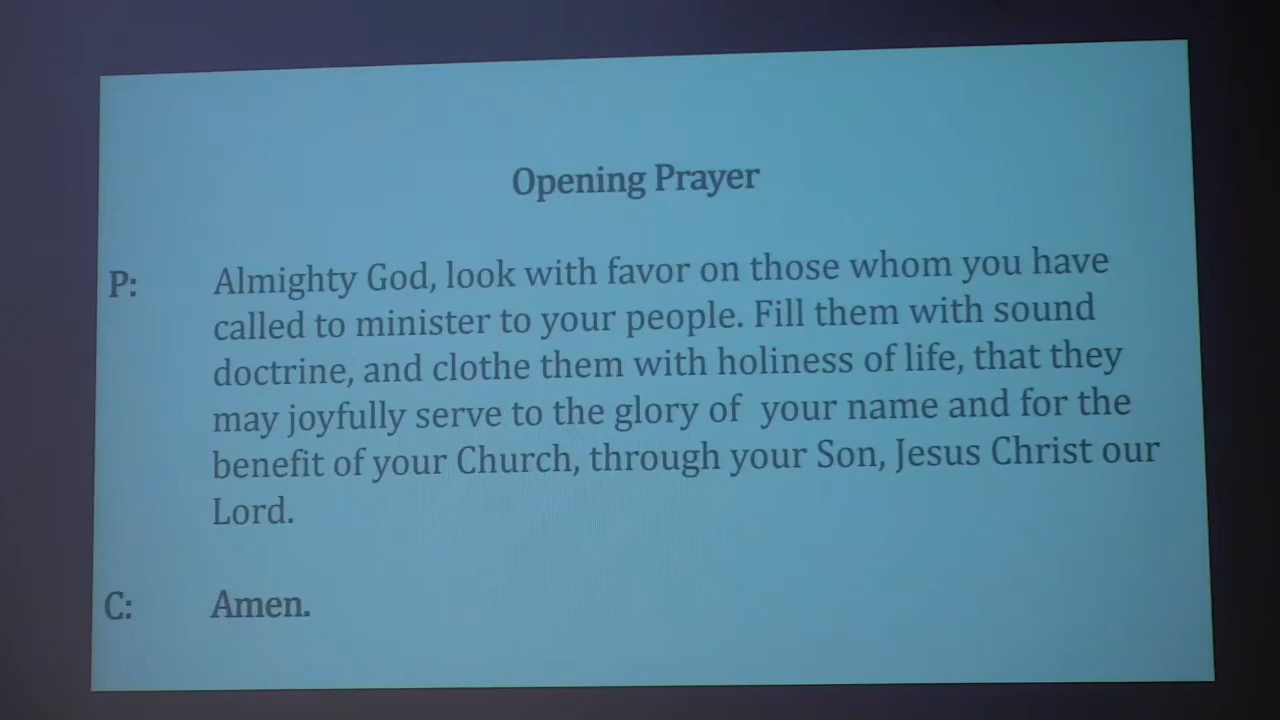 Opening Prayer
P: Almighty God, look with favor on those whom you have
called to minister to your people. Fill them with sound
doctrine, and clothe them with holiness of life, that they
may joyfully serve to the glory of  your name and for the
benefit of your Church, through your Son, Jesus Christ our
Lord.
C: Amen.